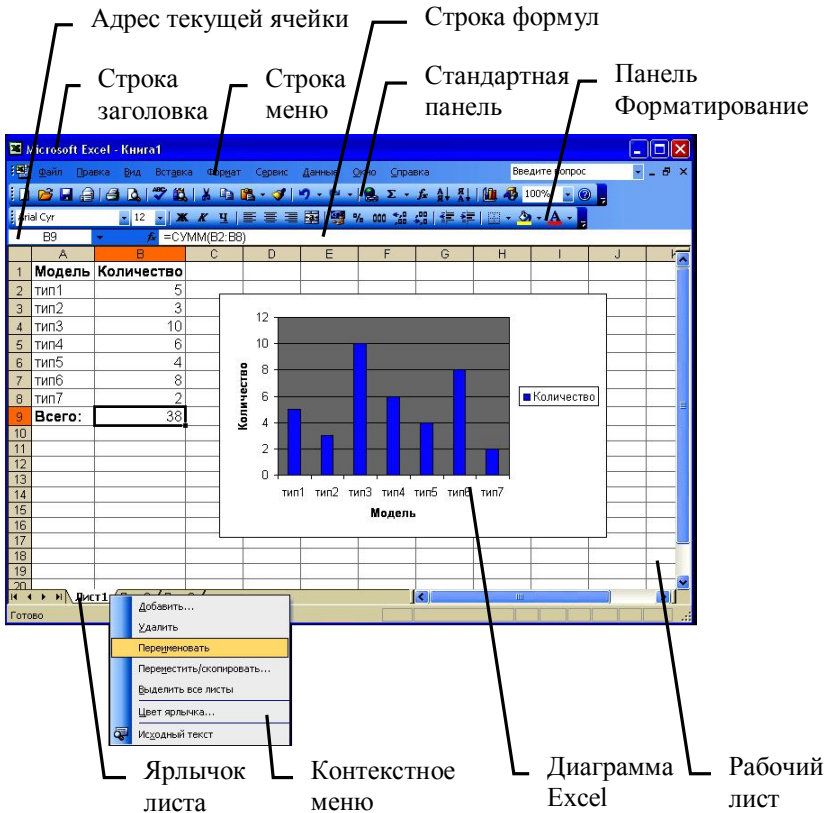 Адрес текущей ячейки
Строка формул
Строка заголовка
Строка меню
Стандартная панель
Панель Форматирование
Microsoft Excel - Книга1
Файл Правка Вид Вставка Формат Сервис Данные Окно Справка
Введите вопрос
100%
Arial Cyr 12 Ж К Ч
B9 fx =СУММ(B2:B8)
A B C D E F G H I J K
1 Модель Количество
2 тип1 5
3 тип2 3
4 тип3 10
5 тип4 6
6 тип5 4
7 тип6 8
8 тип7 2
9 Всего: 38
10
11
12
13
14
15
16
17
18
19
20
12
10
8
6
4
2
0
Количество
тип1 тип2 тип3 тип4 тип5 тип6 тип7
Модель
Количество
Лист1
Готово
Добавить...
Удалить
Переименовать
Переместить/скопировать...
Выделить все листы
Цвет ярлычка...
Исходный текст
Ярлычок листа
Контекстное меню
Диаграмма Excel
Рабочий лист